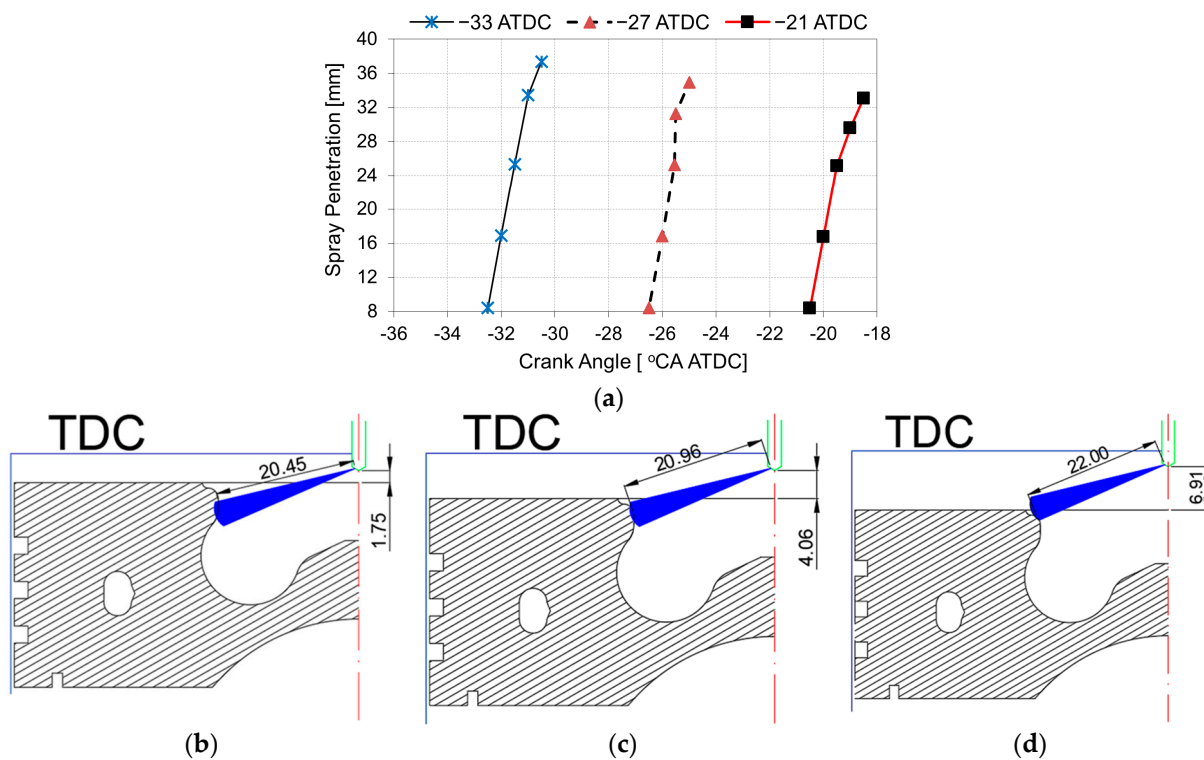 −33 ATDC −27 ATDC −21 ATDC
40
36
32
28
24
20
16
12
8
Spray Penetration [mm]
-36 -34 -32 -30 -28 -26 -24 -22 -20 -18
Crank Angle [ ºCA ATDC]
(a)
TDC
20.45
1.75
TDC
20.96
4.06
TDC
22.00
6.91
(b) (c) (d)